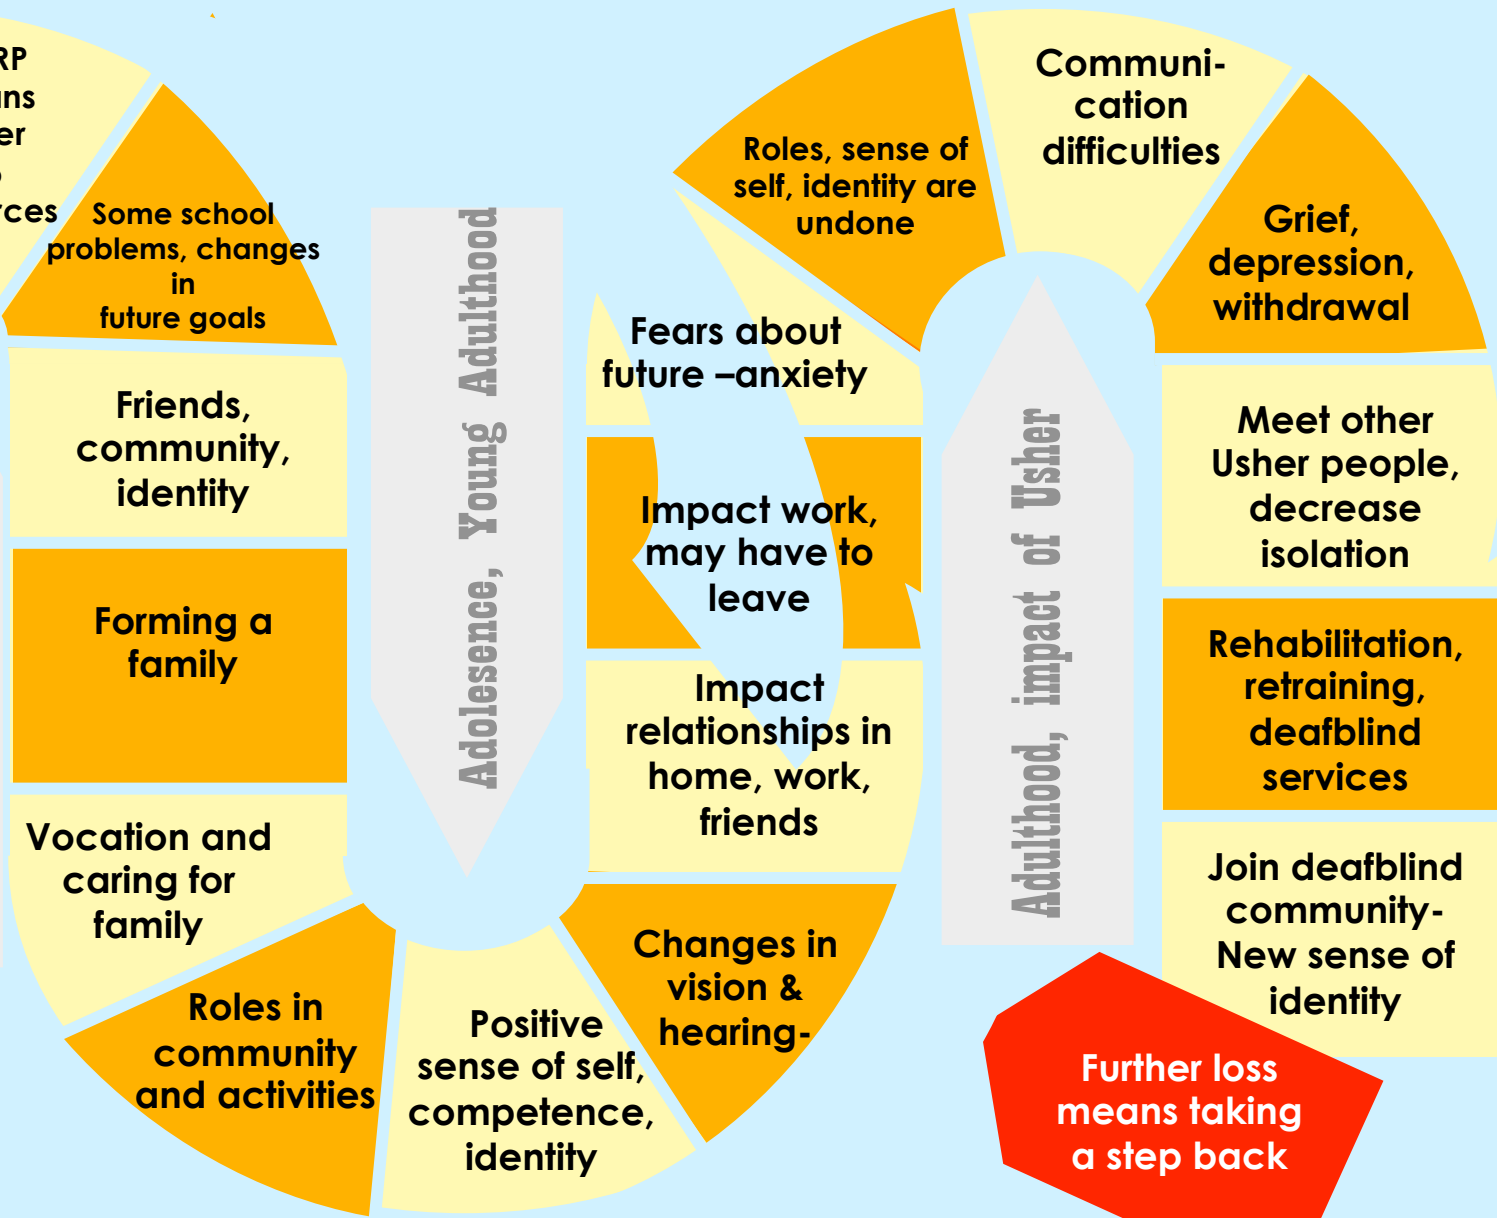 RP
Some school
problems, changes
in
future goals
Friends,
community,
identity
Forming a
family
Vocation and
caring for
family
Roles in
community
and activities
Adolesence, Young Adulthood
Positive
sense of self,
competence,
identity
Changes in
vision &
hearing-
Impact
relationships in
home, work,
friends
Impact work,
may have to
leave
Fears about
future –anxiety
Roles, sense of
self, identity are
undone
Communi-
cation
difficulties
Grief,
depression,
withdrawal
Adulthood, impact of Usher
Meet other
Usher people,
decrease
isolation
Rehabilitation,
retraining,
deafblind
services
Join deafblind
community-
New sense of
identity
Further loss
means taking
a step back